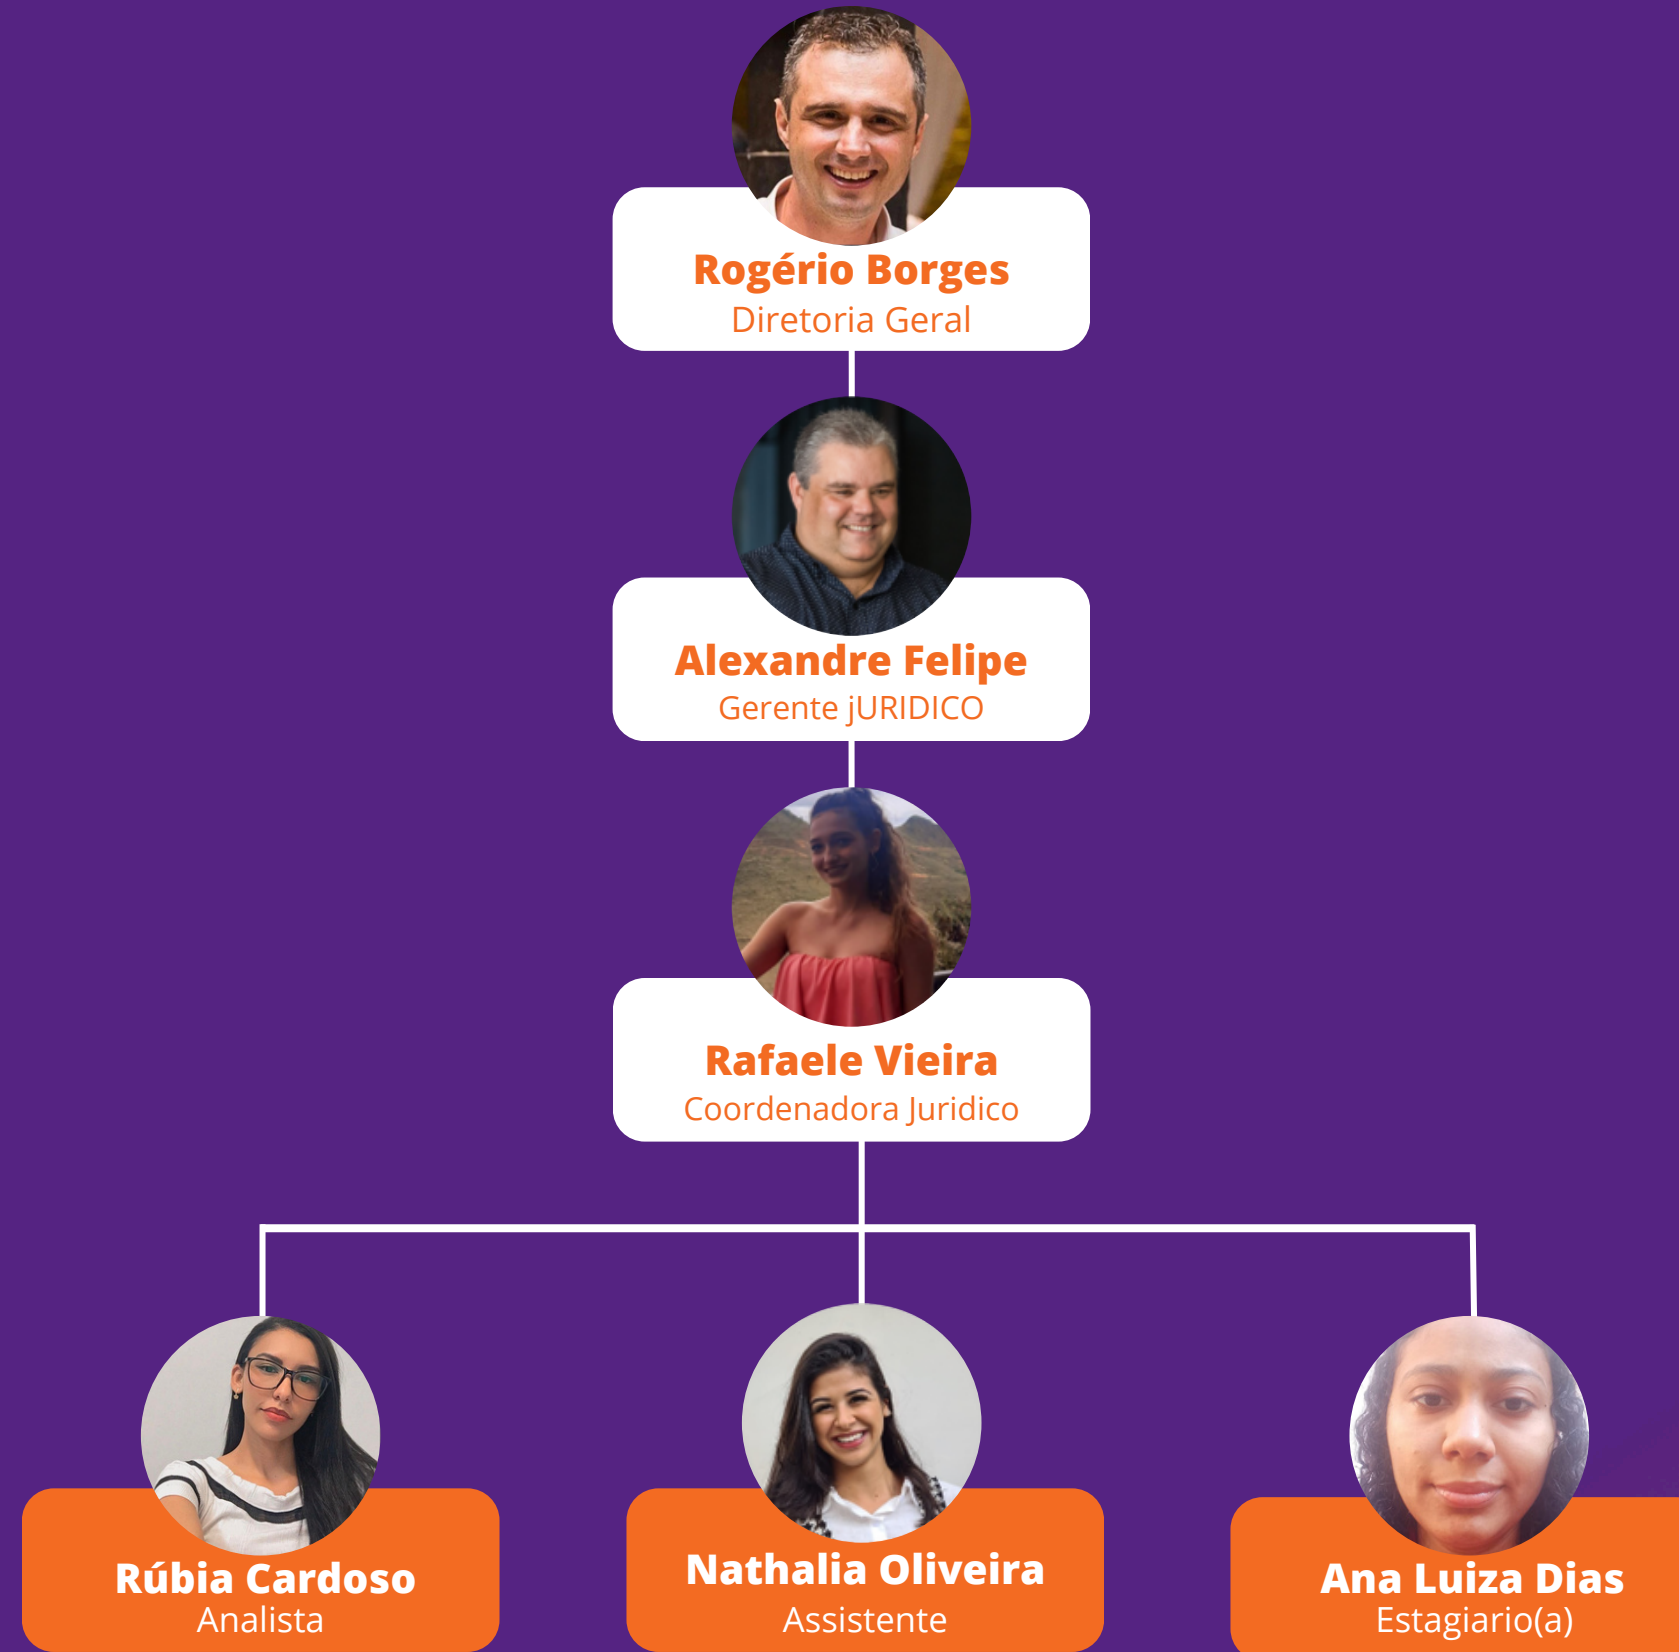 Rogério Borges
Diretoria Geral
Alexandre Felipe
Gerente jURIDICO
Rafaele Vieira
Coordenadora Juridico
Rúbia Cardoso
Analista
Nathalia Oliveira
Assistente
Ana Luiza Dias
Estagiario(a)